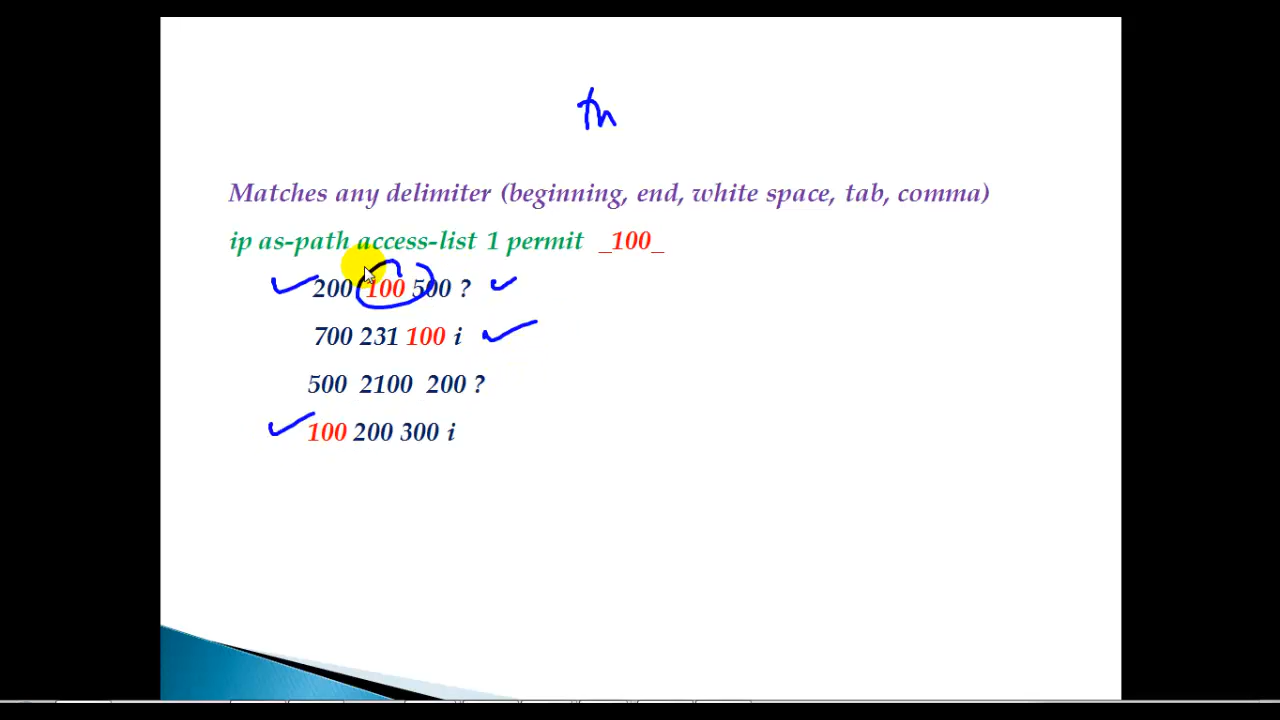 th
Matches any delimiter (beginning, end, white space, tab, comma)
ip as-path access-list 1 permit _100_
200 100 500 ?
700 231 100 i
500 2100 200 ?
100 200 300 i